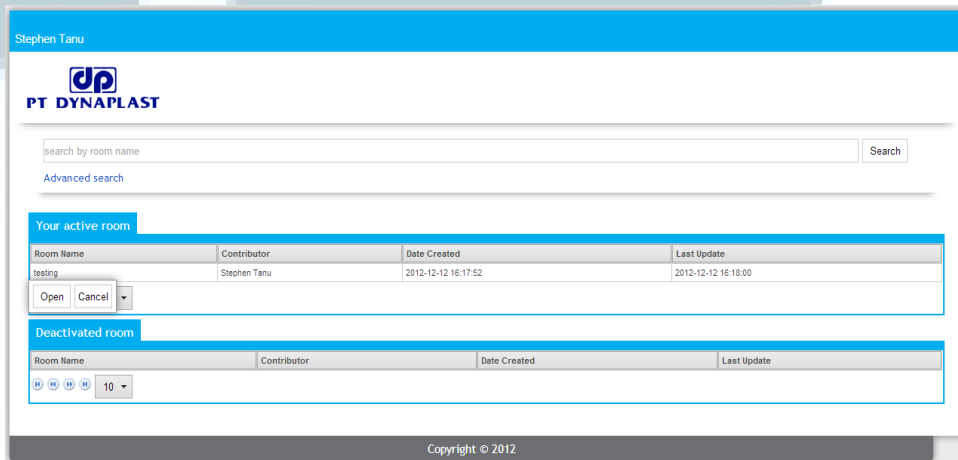 Stephen Tanu
dp
PT DYNAPLAST
search by room name Search
Advanced search
Your active room
Room Name Contributor Date Created Last Update
testing Stephen Tanu 2012-12-12 16:17:52 2012-12-12 16:18:00
Open Cancel
Deactivated room
Room Name Contributor Date Created Last Update
10
Copyright © 2012